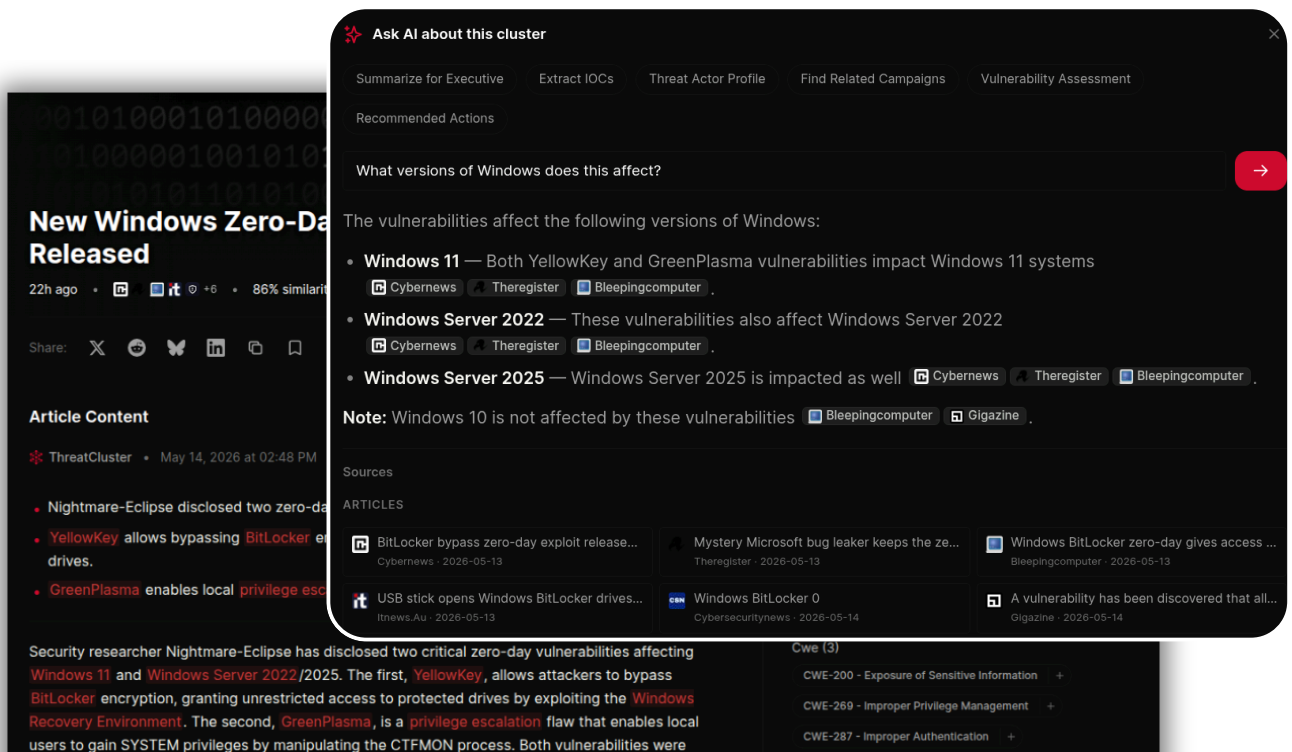 Ask AI about this cluster
Summarize for Executive
Extract IOCs
Threat Actor Profile
Find Related Campaigns
Vulnerability Assessment
Recommended Actions
What versions of Windows does this affect?
The vulnerabilities affect the following versions of Windows:
• Windows 11 — Both YellowKey and GreenPlasma vulnerabilities impact Windows 11 systems
Cybernews Theregister Bleepingcomputer .
• Windows Server 2022 — These vulnerabilities also affect Windows Server 2022
Cybernews Theregister Bleepingcomputer .
• Windows Server 2025 — Windows Server 2025 is impacted as well Cybernews Theregister Bleepingcomputer .
Note: Windows 10 is not affected by these vulnerabilities Bleepingcomputer Gigazine .
Sources
ARTICLES
BitLocker bypass zero-day exploit release...
Cybernews · 2026-05-13
Mystery Microsoft bug leaker keeps the ze...
Theregister · 2026-05-13
Windows BitLocker zero-day gives access ...
Bleepingcomputer · 2026-05-13
USB stick opens Windows BitLocker drives...
Itnews.Au · 2026-05-13
Windows BitLocker 0
Cybersecuritynews · 2026-05-14
A vulnerability has been discovered that all...
Gigazine · 2026-05-14
New Windows Zero-Da
Released
22h ago • +6 • 86% similarit
Share:
Article Content
ThreatCluster • May 14, 2026 at 02:48 PM
• Nightmare-Eclipse disclosed two zero-da
• YellowKey allows bypassing BitLocker e
drives.
• GreenPlasma enables local privilege esc
Security researcher Nightmare-Eclipse has disclosed two critical zero-day vulnerabilities affecting
Windows 11 and Windows Server 2022/2025. The first, YellowKey, allows attackers to bypass
BitLocker encryption, granting unrestricted access to protected drives by exploiting the Windows
Recovery Environment. The second, GreenPlasma, is a privilege escalation flaw that enables local
users to gain SYSTEM privileges by manipulating the CTFMON process. Both vulnerabilities were
Cwe (3)
CWE-200 - Exposure of Sensitive Information +
CWE-269 - Improper Privilege Management +
CWE-287 - Improper Authentication +